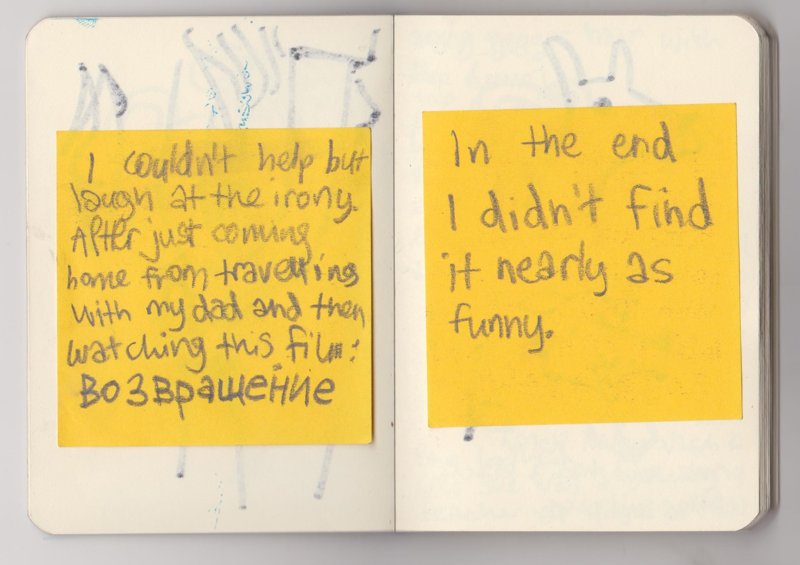 I couldn't help but
laugh at the irony.
After just coming
home from travelling
with my dad and then
watching this film:
возвращение
In the end
I didn't find
it nearly as
funny.